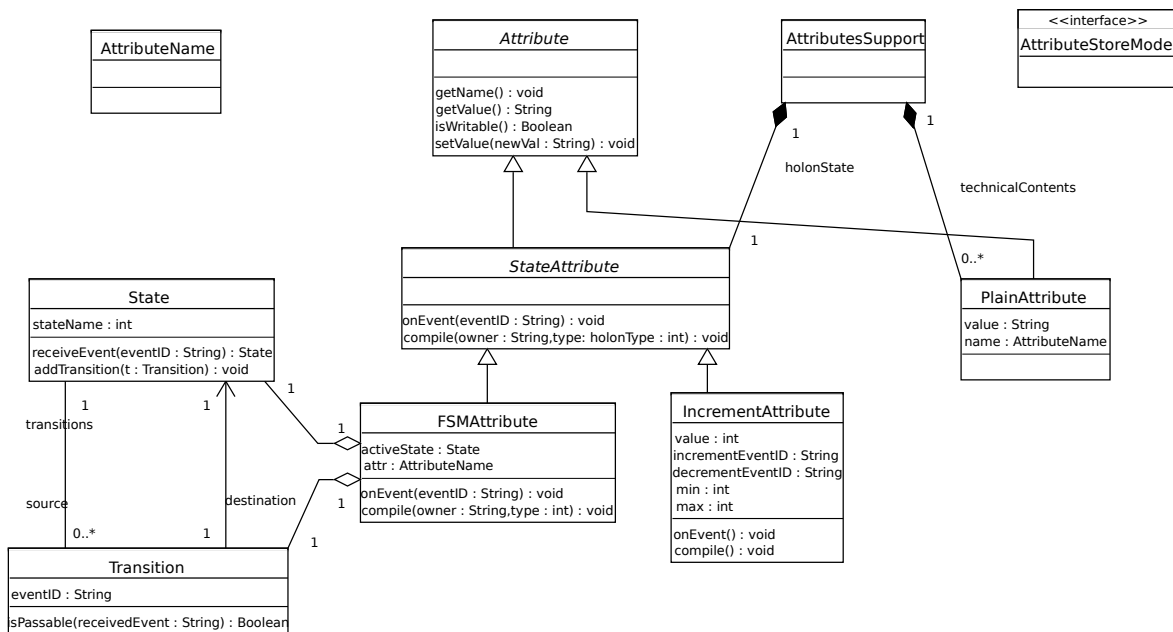 AttributeName
Attribute
getName() : void
getValue() : String
isWritable() : Boolean
setValue(newVal : String) : void
AttributesSupport
<<interface>>
AttributeStoreMode
1
1
holonState
technicalContents
1
0..*
StateAttribute
onEvent(eventID : String) : void
compile(owner : String,type: holonType : int) : void
PlainAttribute
value : String
name : AttributeName
State
stateName : int
receiveEvent(eventID : String) : State
addTransition(t : Transition) : void
1
1
1
1
transitions
FSMAttribute
activeState : State
attr : AttributeName
onEvent(eventID : String) : void
compile(owner : String,type : int) : void
IncrementAttribute
value : int
incrementEventID : String
decrementEventID : String
min : int
max : int
onEvent() : void
compile() : void
source
destination
1
0..*
1
1
Transition
eventID : String
isPassable(receivedEvent : String) : Boolean